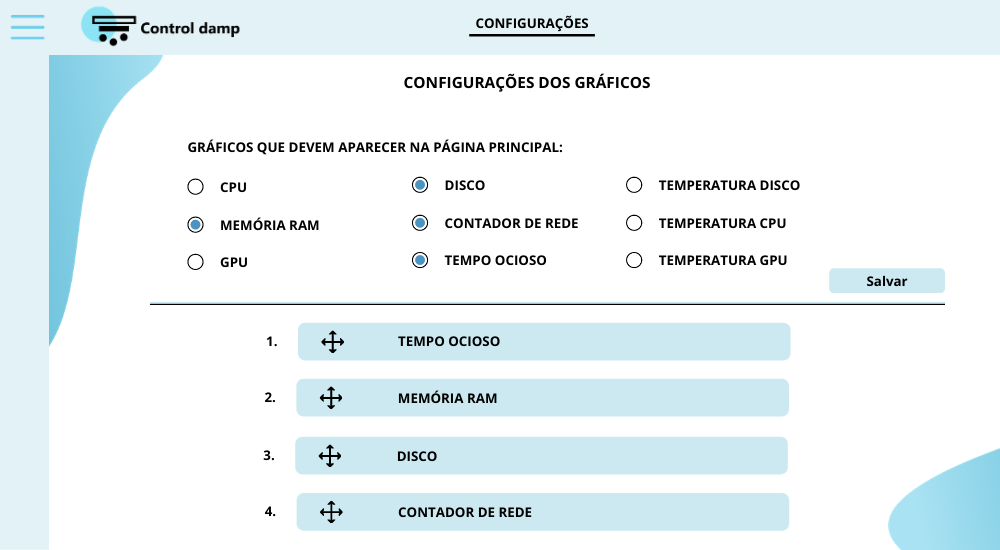 Control damp
CONFIGURAÇÕES
CONFIGURAÇÕES DOS GRÁFICOS
GRÁFICOS QUE DEVEM APARECER NA PÁGINA PRINCIPAL:
CPU
DISCO
TEMPERATURA DISCO
MEMÓRIA RAM
CONTADOR DE REDE
TEMPERATURA CPU
GPU
TEMPO OCIOSO
TEMPERATURA GPU
Salvar
1. TEMPO OCIOSO
2. MEMÓRIA RAM
3. DISCO
4. CONTADOR DE REDE